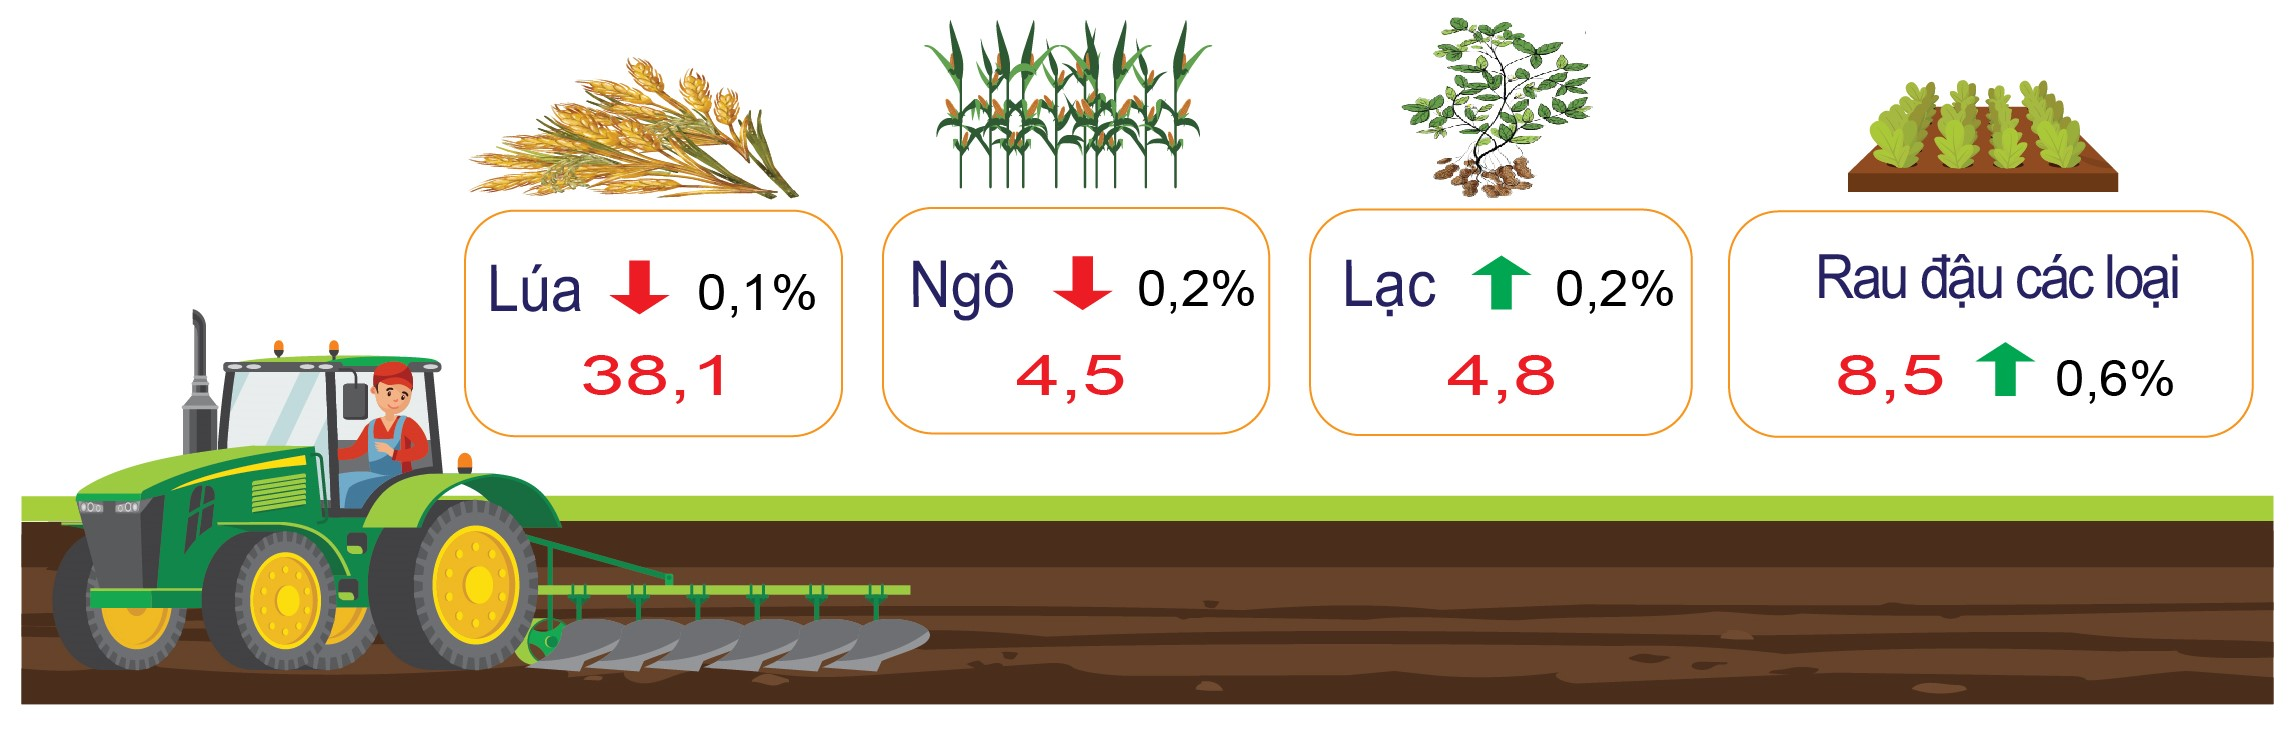 Lúa 0,1%
38,1
Ngô 0,2%
4,5
Lạc 0,2%
4,8
Rau đậu các loại
8,5 0,6%